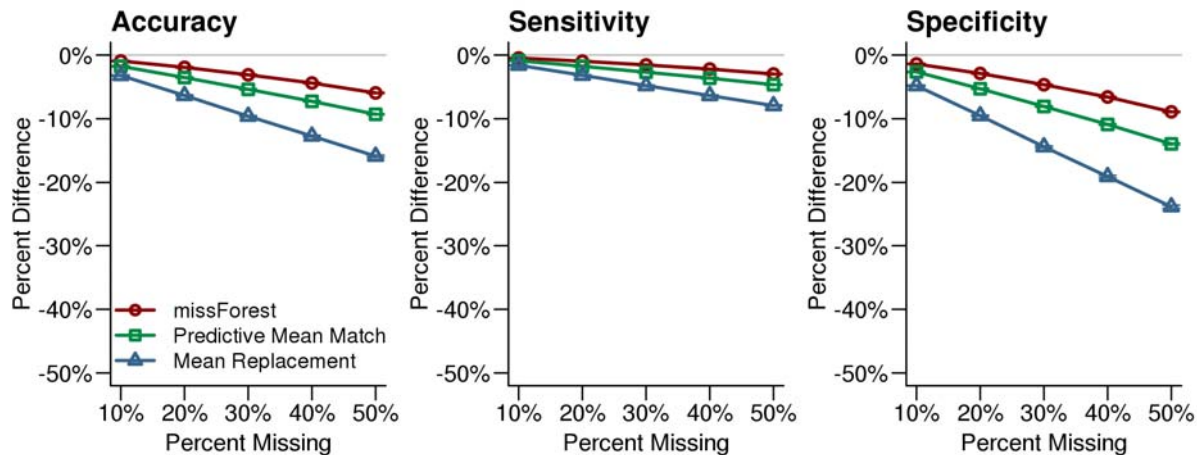 Accuracy
Sensitivity
Specificity
Percent Difference
0%
-10%
-20%
-30%
-40%
-50%
missForest
Predictive Mean Match
Mean Replacement
10% 20% 30% 40% 50%
Percent Missing
Percent Difference
0%
-10%
-20%
-30%
-40%
-50%
10% 20% 30% 40% 50%
Percent Missing
Percent Difference
0%
-10%
-20%
-30%
-40%
-50%
10% 20% 30% 40% 50%
Percent Missing